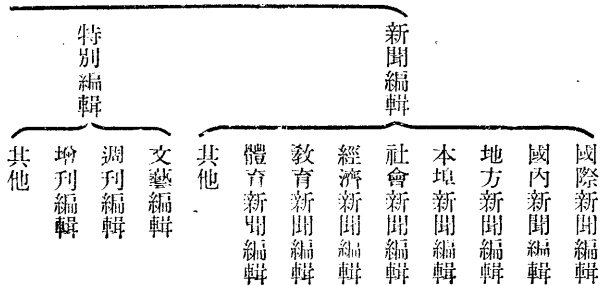 新聞編輯
國際新聞編輯
國內新聞編輯
地方新聞編輯
本埠新聞編輯
社會新聞編輯
經濟新聞編輯
敎育新聞編輯
體育新聞編輯
其他
特別編輯
文藝編輯
週刊編輯
增刊編輯
其他